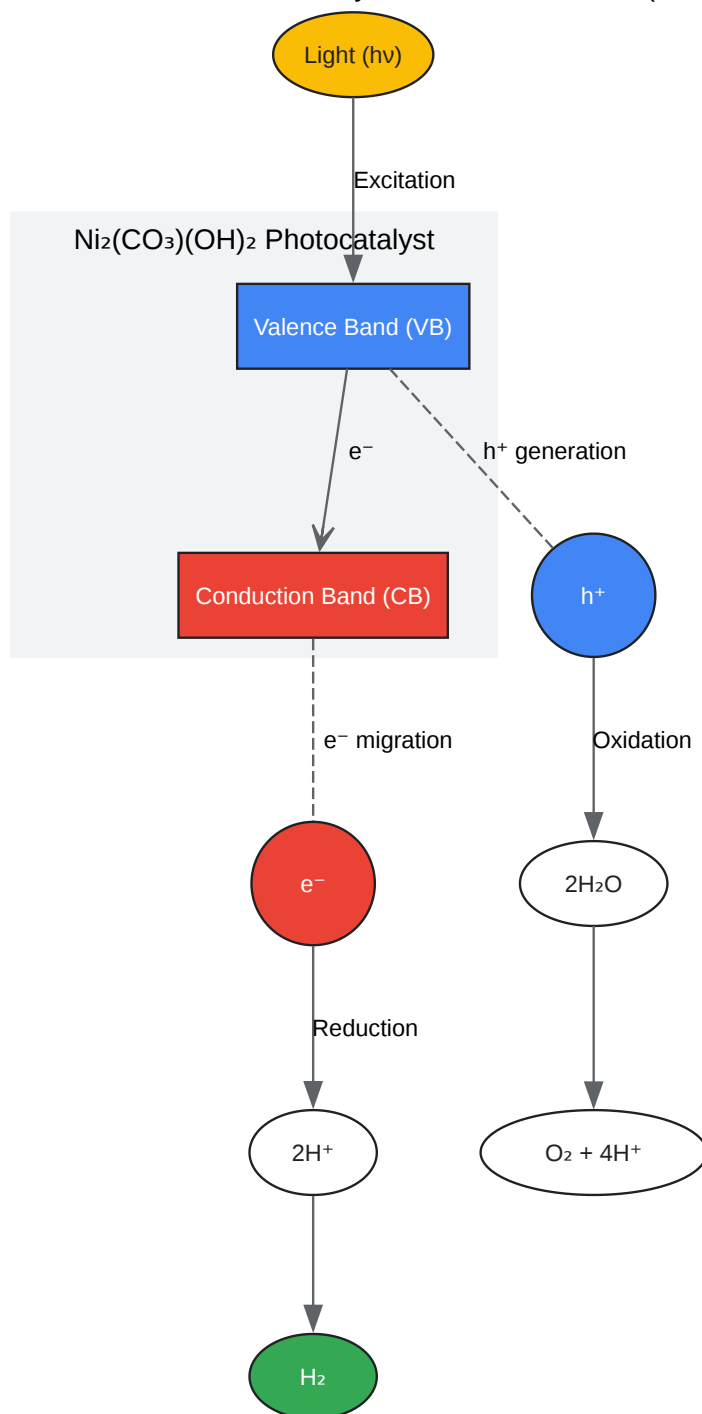 Light (hν)
Excitation
Ni₂(CO₃)(OH)₂ Photocatalyst
Valence Band (VB)
e⁻
h⁺ generation
Conduction Band (CB)
h⁺
e⁻ migration
Oxidation
e⁻
2H₂O
Reduction
2H⁺
O₂ + 4H⁺
H₂